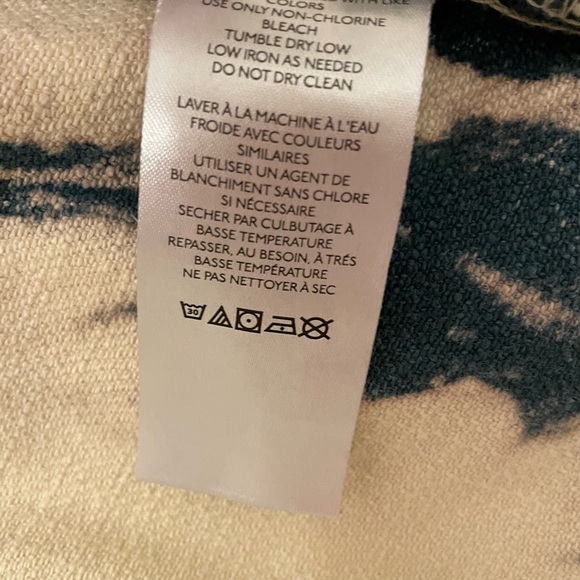 WITH LIKE
COLORS
USE ONLY NON-CHLORINE
BLEACH
TUMBLE DRY LOW
LOW IRON AS NEEDED
DO NOT DRY CLEAN
LAVER À LA MACHINE À L'EAU
FROIDE AVEC COULEURS
SIMILAIRES
UTILISER UN AGENT DE
BLANCHIMENT SANS CHLORE
SI NÉCESSAIRE
SECHER PAR CULBUTAGE À
BASSE TEMPERATURE
REPASSER, AU BESOIN, À TRÉS
BASSE TEMPÉRATURE
NE PAS NETTOYER À SEC
30